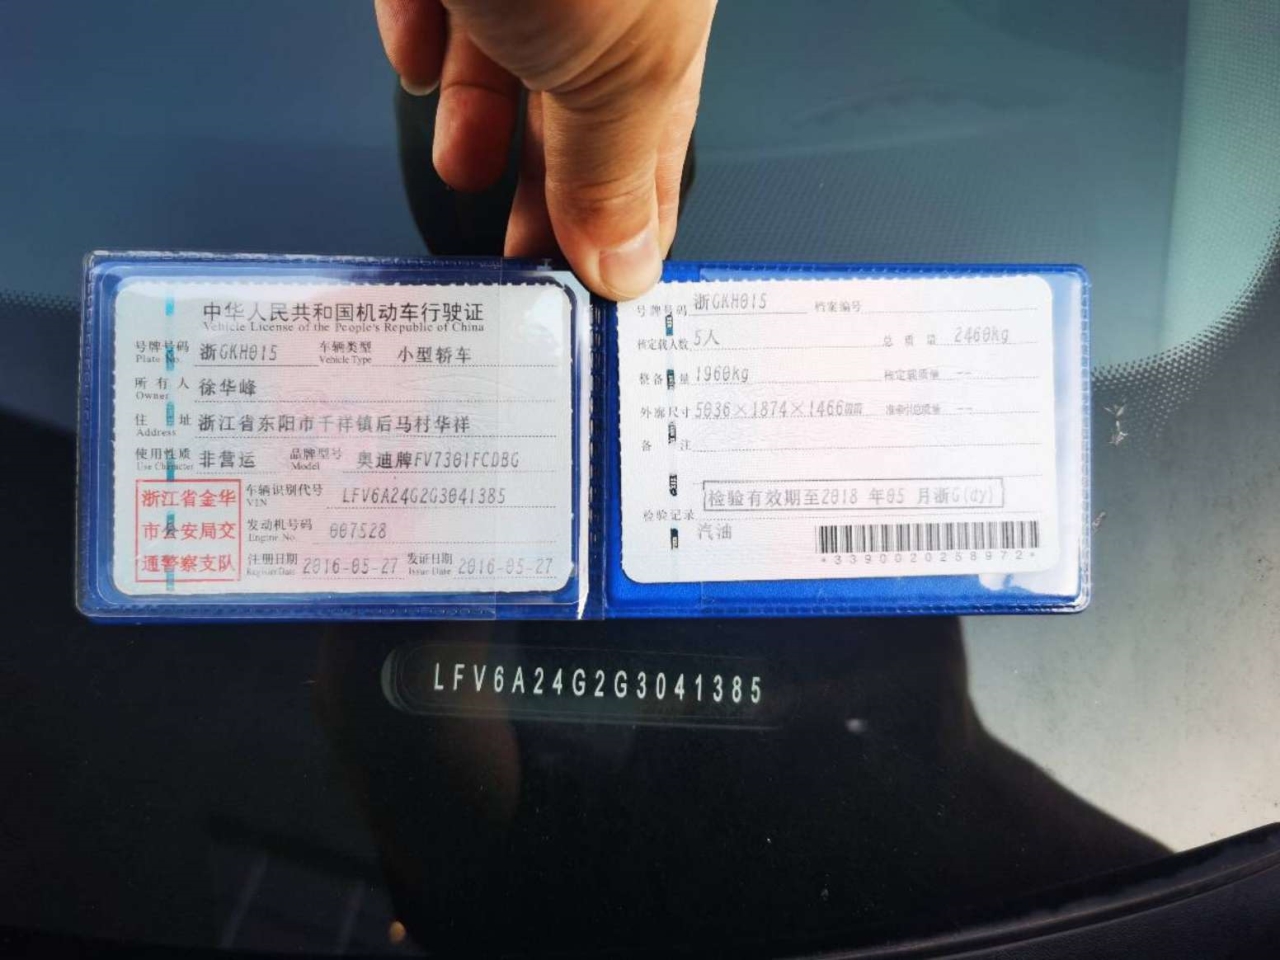 中华人民共和国机动车行驶证
Vehicle License of the People's Republic of China
号牌号码 浙GKH015 车辆类型 小型轿车
Plate No. Vehicle Type
所有人 徐华峰
Owner
住址 浙江省东阳市千祥镇后马村华祥
Address
使用性质 非营运 品牌型号 奥迪牌FV7301FCDBG
Use Character Model
浙江省金华
市公安局交
通警察支队
车辆识别代号 LFV6A24G2G3041385
VIN
发动机号码 007528
Engine No.
注册日期 2016-05-27 发证日期 2016-05-27
Register Date Issue Date
号牌号码 浙GKH015 档案编号
核定载人数 5人 总质量 2460kg
整备质量 1960kg 核定载质量 --
外廓尺寸 5036×1874×1466 准牵引总质量 --
备注
检验有效期至2018年05月浙G(dy)
检验记录
汽油
*3390020258972*
LFV6A24G2G3041385